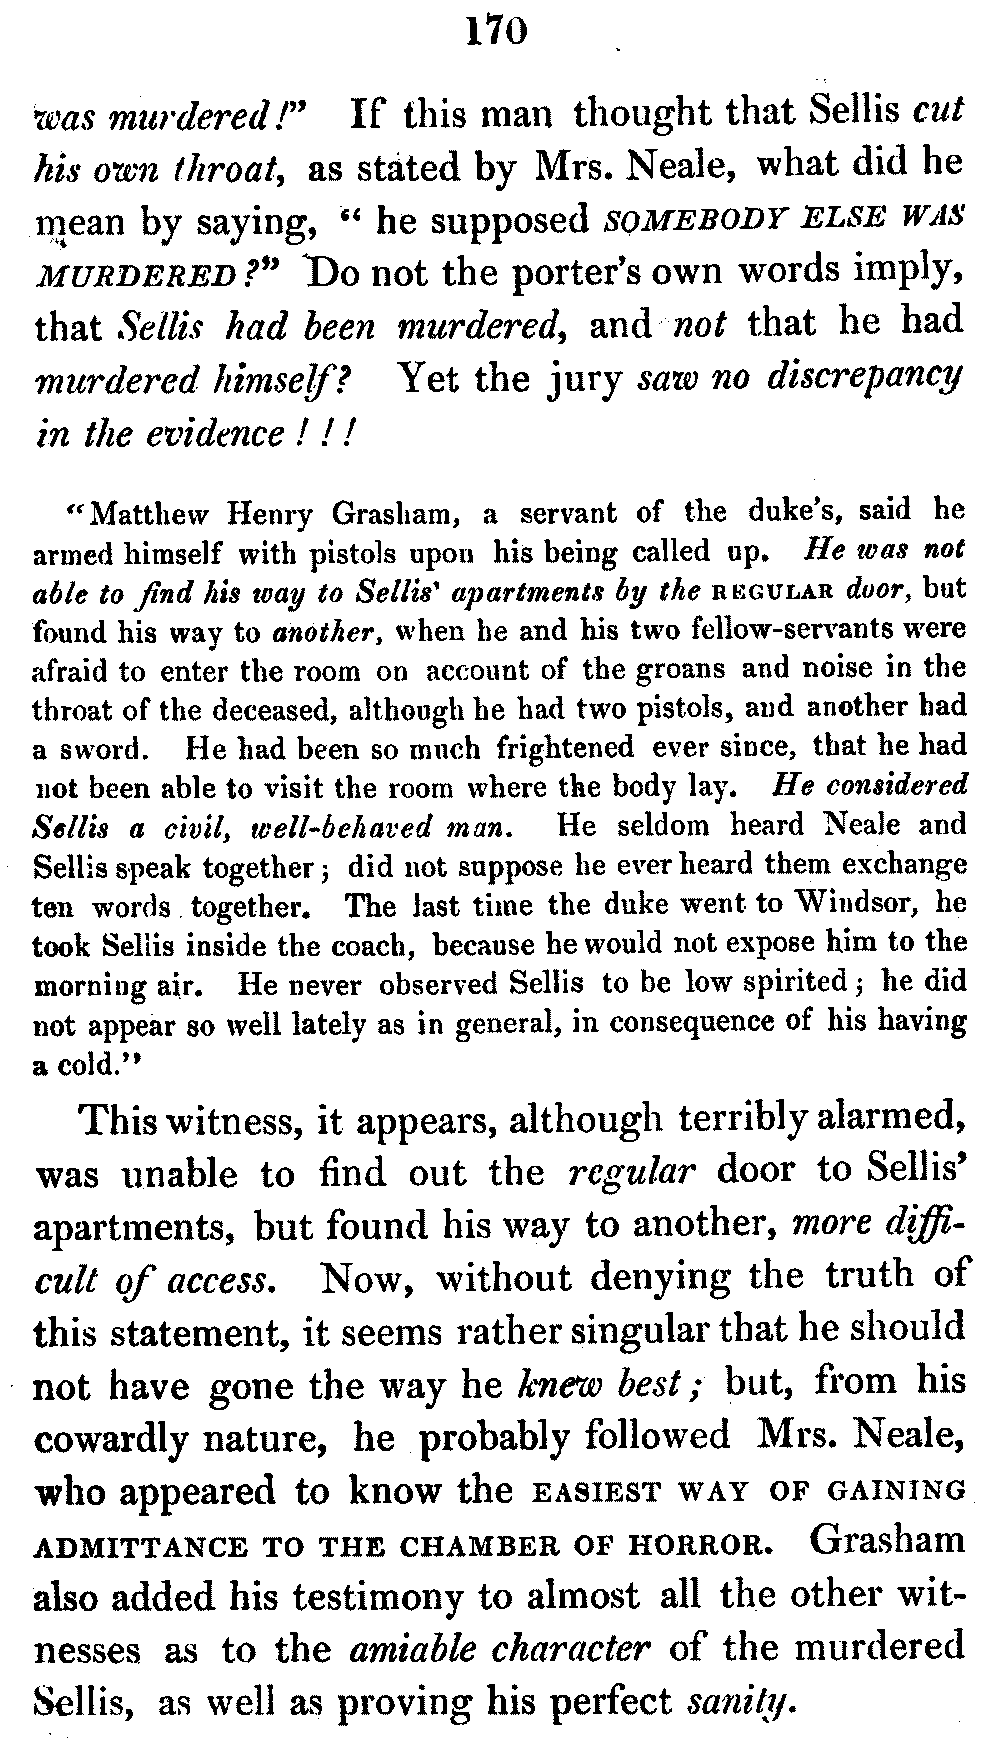 170
was murdered!” If this man thought that Sellis cut
his own throat, as stated by Mrs. Neale, what did he
mean by saying, “ he supposed SOMEBODY ELSE WAS
MURDERED?” Do not the porter’s own words imply,
that Sellis had been murdered, and not that he had
murdered himself? Yet the jury saw no discrepancy
in the evidence ! ! !
“Matthew Henry Grasham, a servant of the duke’s, said he
armed himself with pistols upon his being called up. He was not
able to find his way to Sellis’ apartments by the REGULAR door, but
found his way to another, when he and his two fellow-servants were
afraid to enter the room on account of the groans and noise in the
throat of the deceased, although he had two pistols, and another had
a sword. He had been so much frightened ever since, that he had
not been able to visit the room where the body lay. He considered
Sellis a civil, well-behaved man. He seldom heard Neale and
Sellis speak together; did not suppose he ever heard them exchange
ten words together. The last time the duke went to Windsor, he
took Sellis inside the coach, because he would not expose him to the
morning air. He never observed Sellis to be low spirited; he did
not appear so well lately as in general, in consequence of his having
a cold.”
This witness, it appears, although terribly alarmed,
was unable to find out the regular door to Sellis’
apartments, but found his way to another, more diffi-
cult of access. Now, without denying the truth of
this statement, it seems rather singular that he should
not have gone the way he knew best; but, from his
cowardly nature, he probably followed Mrs. Neale,
who appeared to know the EASIEST WAY OF GAINING
ADMITTANCE TO THE CHAMBER OF HORROR. Grasham
also added his testimony to almost all the other wit-
nesses as to the amiable character of the murdered
Sellis, as well as proving his perfect sanity.